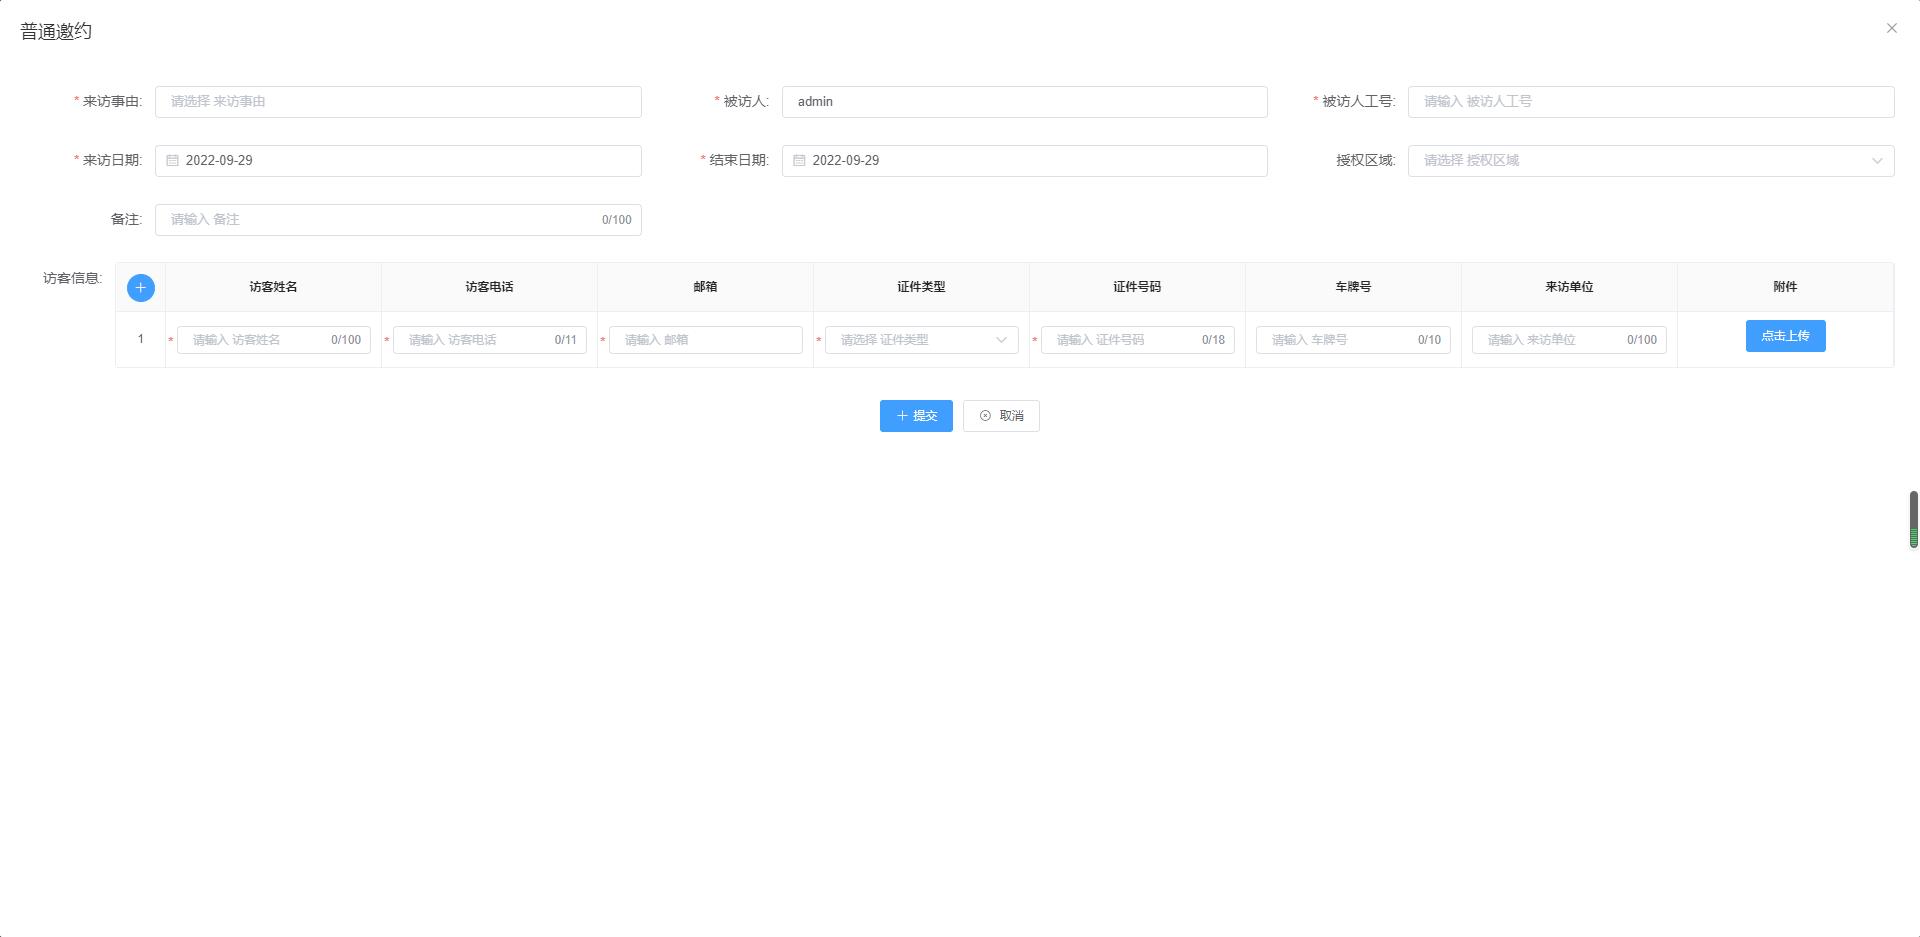 普通邀约
* 来访事由: 请选择 来访事由 * 被访人: admin * 被访人工号: 请输入 被访人工号
* 来访日期: 2022-09-29 * 结束日期: 2022-09-29 授权区域: 请选择 授权区域
备注: 请输入 备注 0/100
访客信息: 访客姓名 访客电话 邮箱 证件类型 证件号码 车牌号 来访单位 附件
1 * 请输入 访客姓名 0/100 * 请输入 访客电话 0/11 * 请输入 邮箱 * 请选择 证件类型 * 请输入 证件号码 0/18 请输入 车牌号 0/10 请输入 来访单位 0/100 点击上传
提交 取消